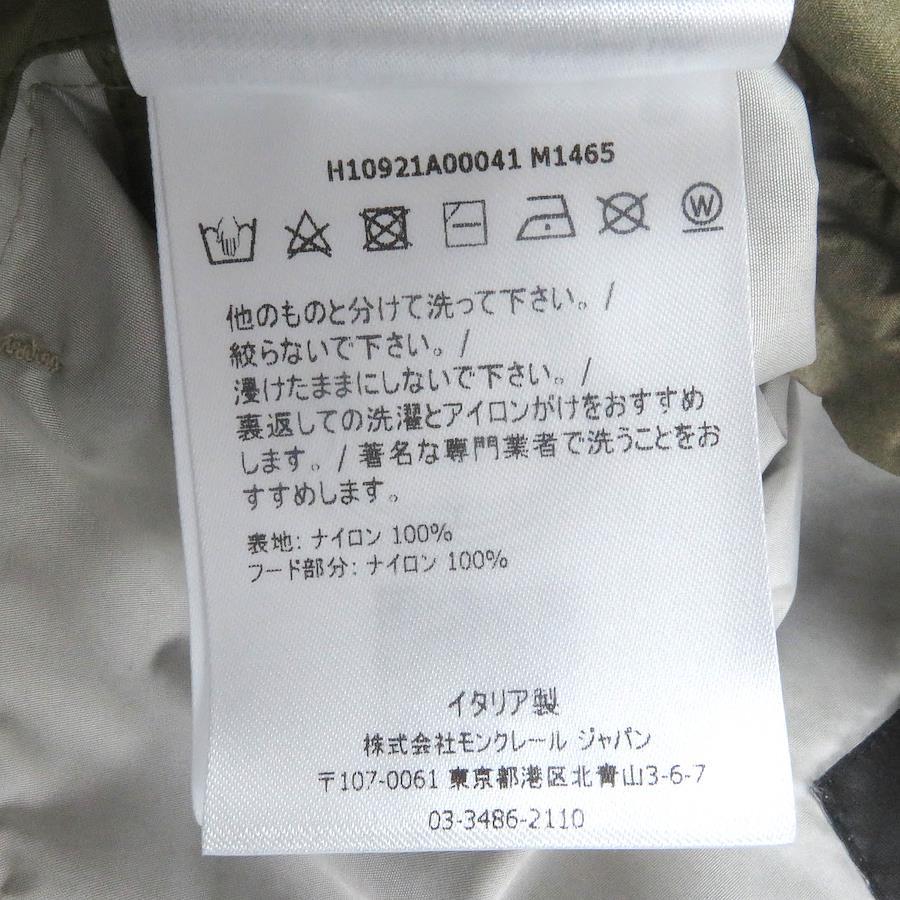 H10921A00041 M1465
W
他のものと分けて洗って下さい。/
絞らないで下さい。/
浸けたままにしないで下さい。/
裏返しての洗濯とアイロンがけをおすすめ
します。/ 著名な専門業者で洗うことをお
すすめします。
表地: ナイロン 100%
フード部分: ナイロン 100%
イタリア製
株式会社モンクレール ジャパン
〒107-0061 東京都港区北青山3-6-7
03-3486-2110